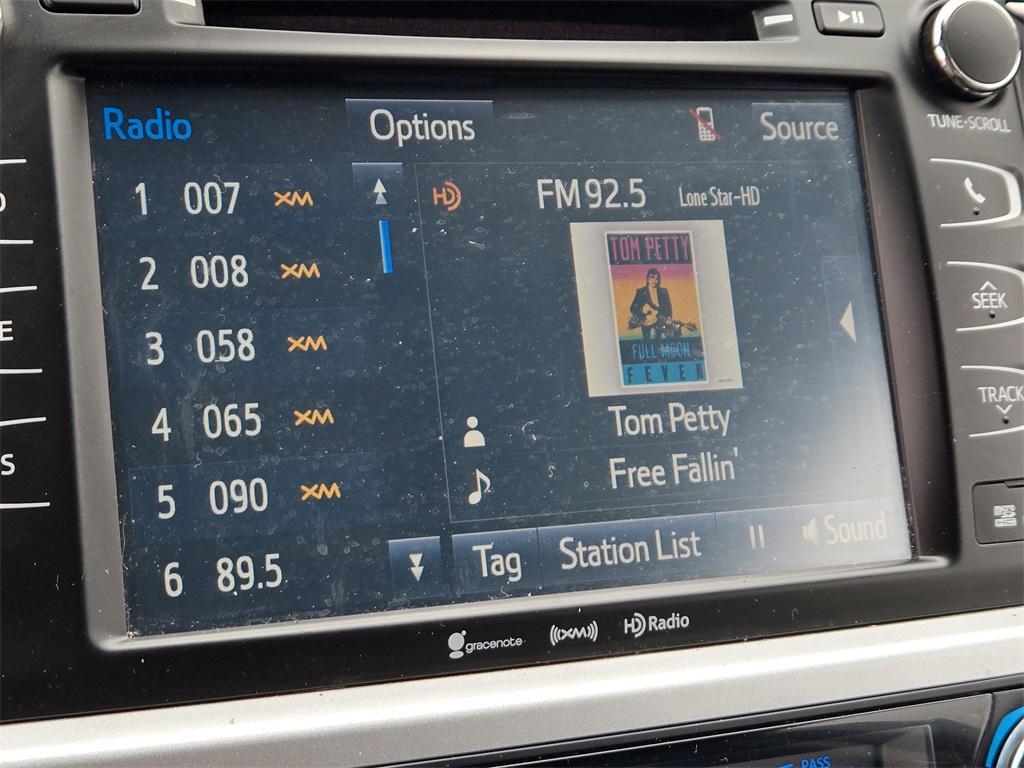 Radio
Options
Source
1 007 XM
2 008 XM
3 058 XM
4 065 XM
5 090 XM
6 89.5
HD
FM 92.5 Lone Star-HD
TOM PETTY
FULL MOON
FEVER
Tom Petty
Free Fallin'
Tag
Station List
Sound
gracenote
XM
HD Radio
TUNE·SCROLL
SEEK
TRACK
E
S
PASS